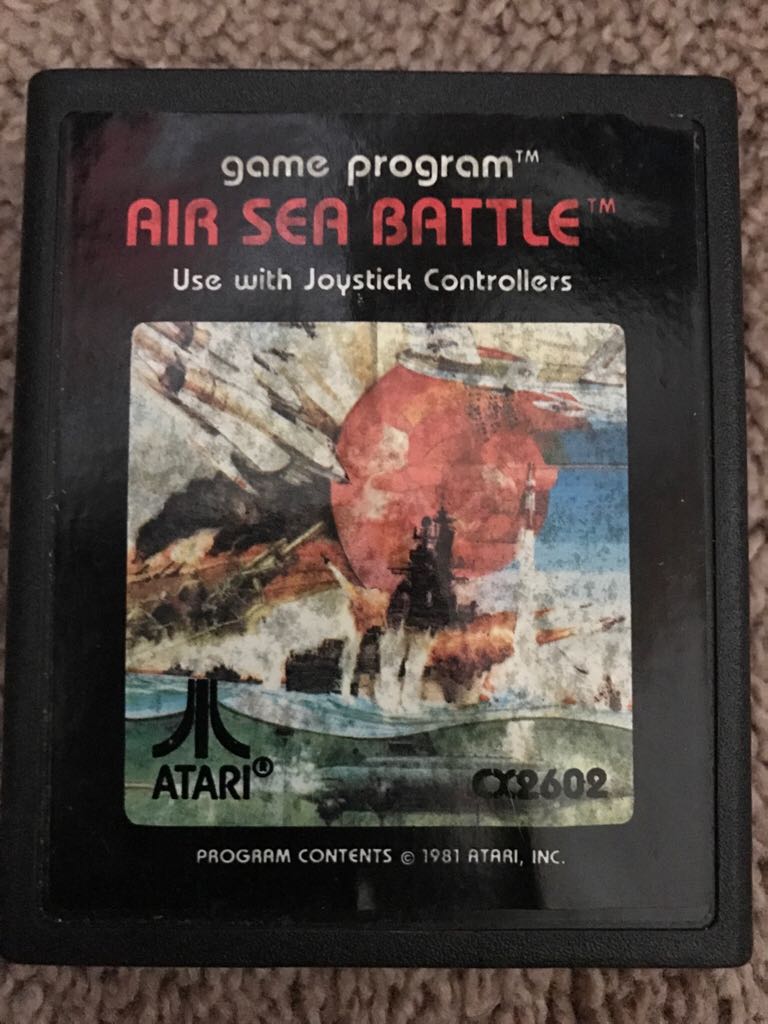 game program™
AIR SEA BATTLE™
Use with Joystick Controllers
ATARI®
CX2602
PROGRAM CONTENTS © 1981 ATARI, INC.